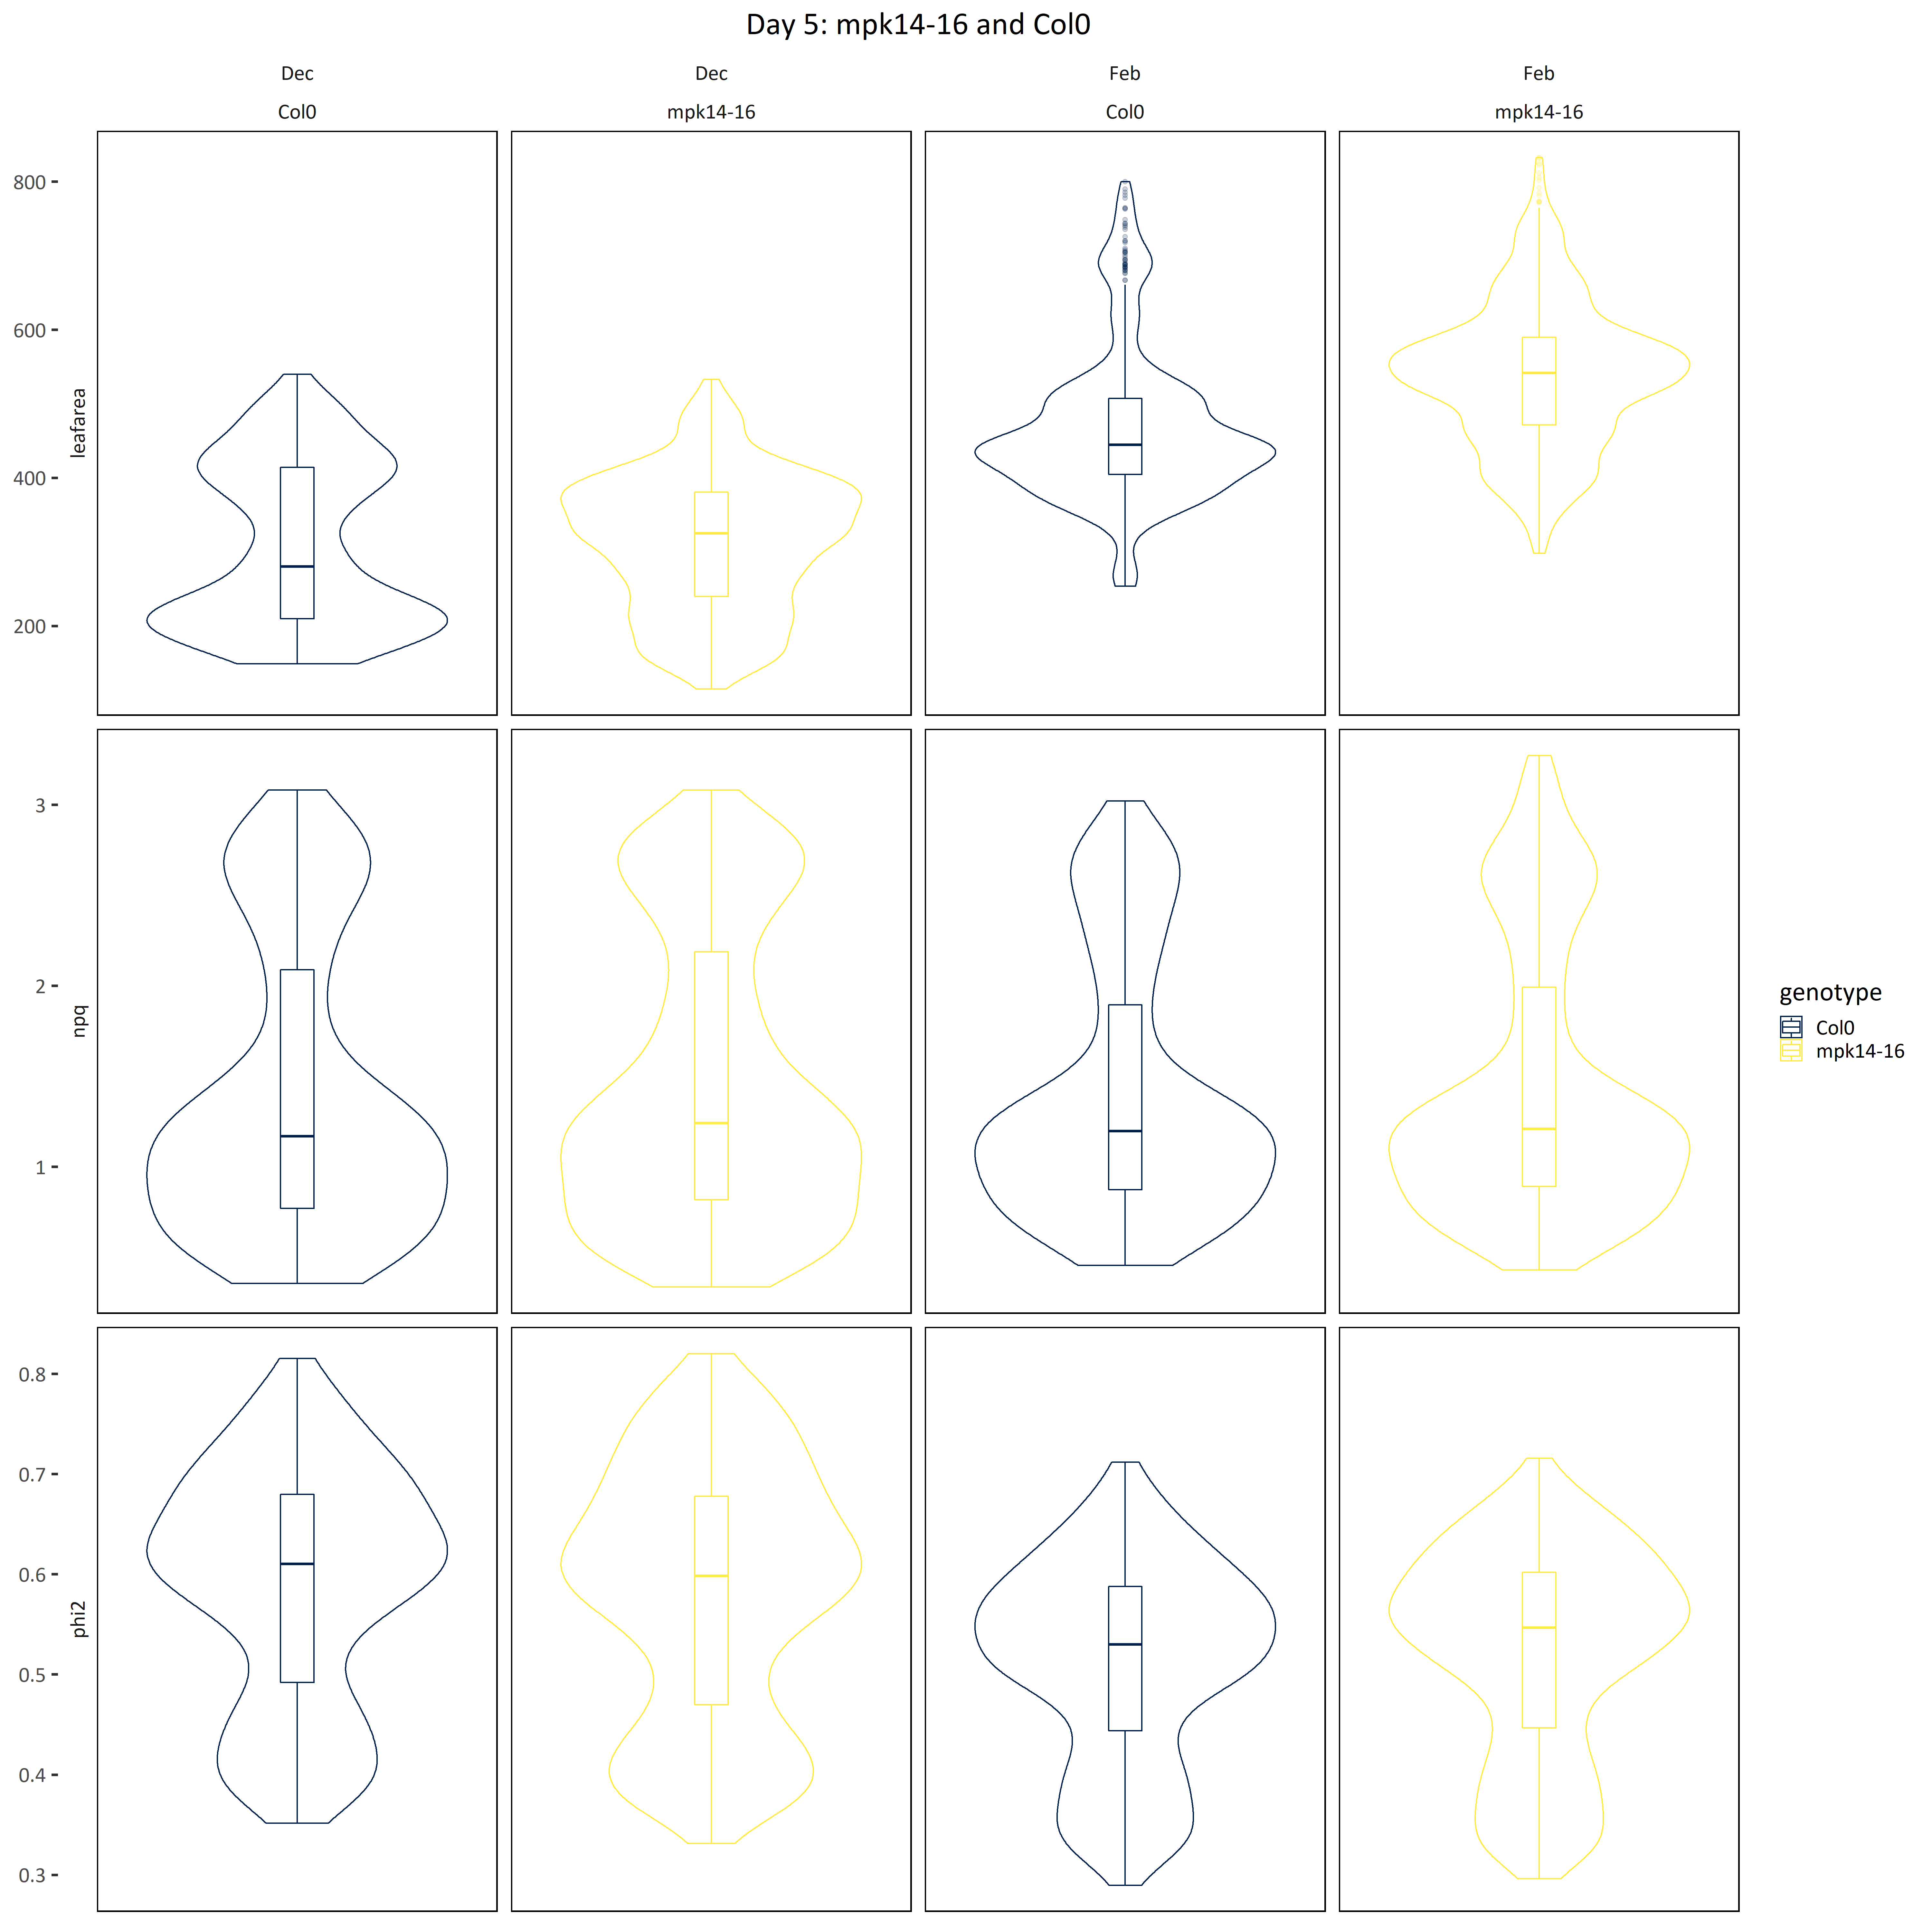 Day 5: mpk14-16 and Col0
Dec
Dec
Feb
Feb
Col0
mpk14-16
Col0
mpk14-16
leafarea
800
600
400
200
npq
3
2
1
phi2
0.8
0.7
0.6
0.5
0.4
0.3
genotype
Col0
mpk14-16